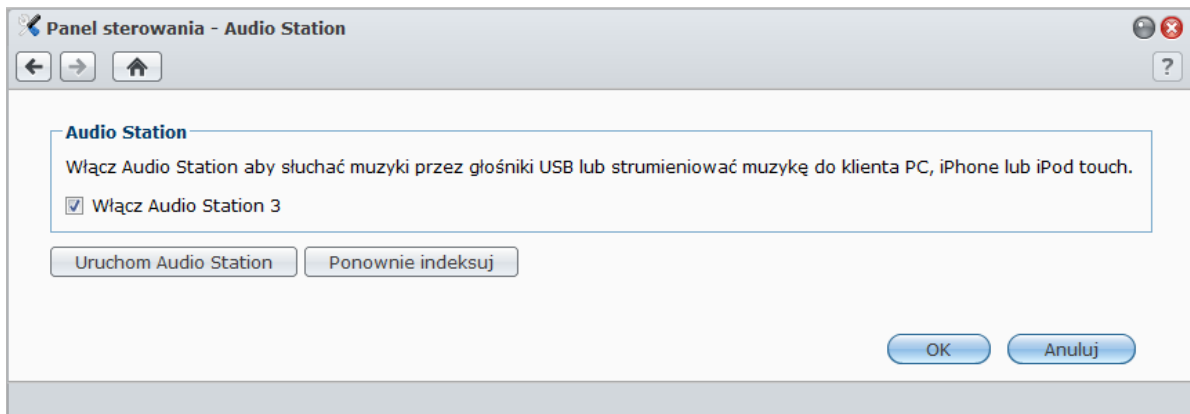 Panel sterowania - Audio Station
?
Audio Station
Włącz Audio Station aby słuchać muzyki przez głośniki USB lub strumieniować muzykę do klienta PC, iPhone lub iPod touch.
Włącz Audio Station 3
Uruchom Audio Station Ponownie indeksuj
OK Anuluj